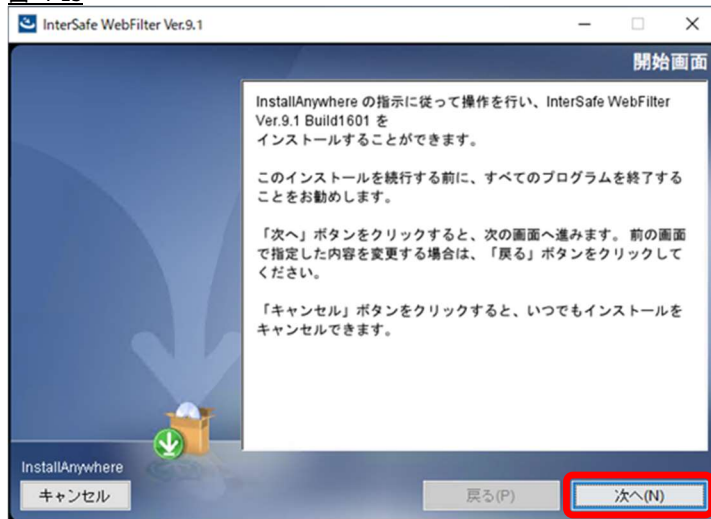 InterSafe WebFilter Ver.9.1
開始画面
InstallAnywhere の指示に従って操作を行い、InterSafe WebFilter
Ver.9.1 Build1601 を
インストールすることができます。
このインストールを続行する前に、すべてのプログラムを終了する
ことをお勧めします。
「次へ」ボタンをクリックすると、次の画面へ進みます。 前の画面
で指定した内容を変更する場合は、「戻る」ボタンをクリックして
ください。
「キャンセル」ボタンをクリックすると、いつでもインストールを
キャンセルできます。
InstallAnywhere
キャンセル
戻る(P)
次へ(N)